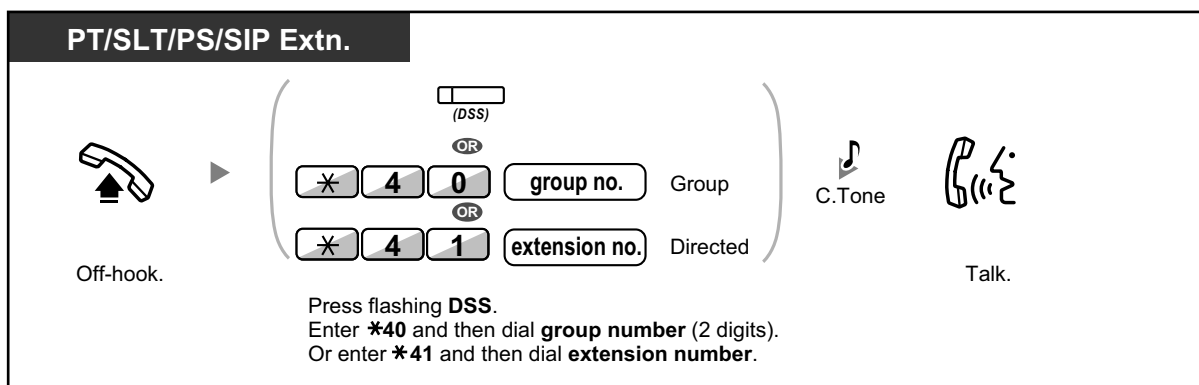 PT/SLT/PS/SIP Extn.
(DSS)
OR
* 4 0 group no. Group
OR
* 4 1 extension no. Directed
C.Tone
Off-hook.
Talk.
Press flashing DSS.
Enter *40 and then dial group number (2 digits).
Or enter *41 and then dial extension number.